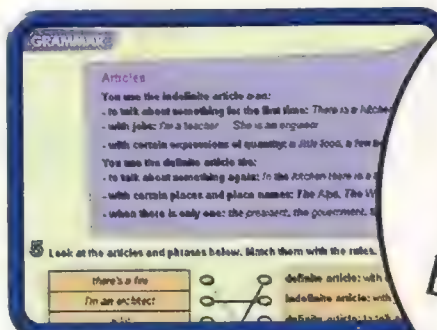 GRAMMAR
Articles
You use the indefinite article a/an:
- to talk about something for the first time: There is a kitchen
- with jobs: I'm a teacher She is an engineer
- with certain expressions of quantity: a little food, a few
You use the definite article the:
- to talk about something again: In the kitchen there is a
- with certain places and place names: The Alps, The
- when there is only one: the president, the government,
5 Look at the articles and phrases below. Match them with the rules.
there's a fire
definite article: with
I'm an architect
indefinite article: with
definite article: to talk